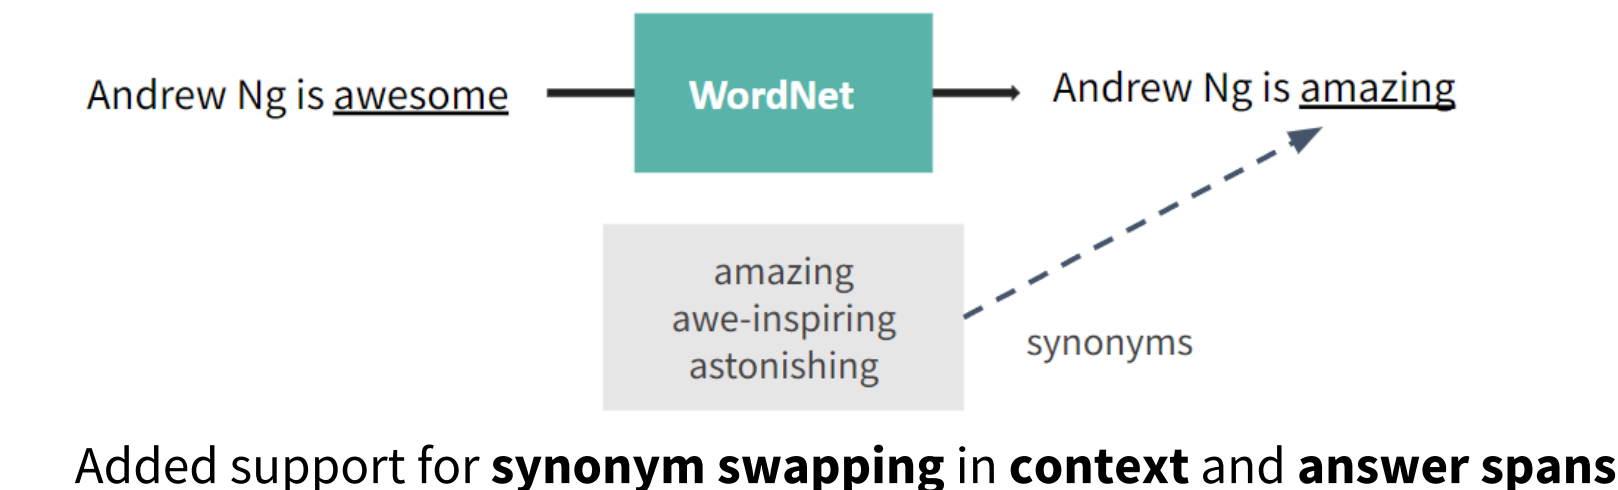 Andrew Ng is awesome
WordNet
Andrew Ng is amazing
amazing
awe-inspiring
astonishing
synonyms
Added support for synonym swapping in context and answer spans